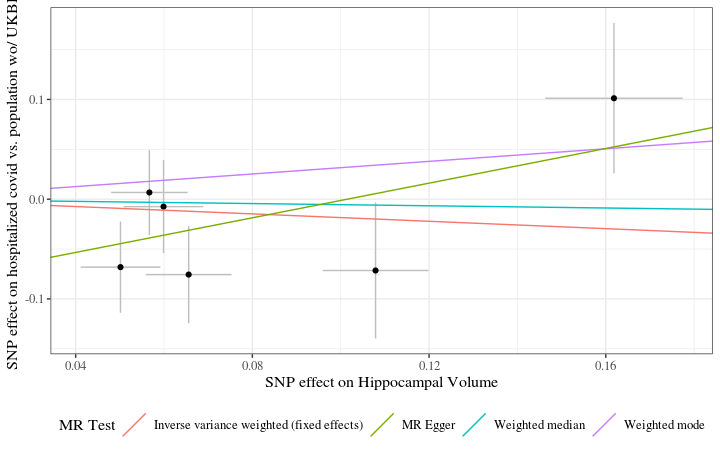 SNP effect on hospitalized covid vs. population wo/
0.1
0.0
-0.1
0.04 0.08 0.12 0.16
SNP effect on Hippocampal Volume
MR Test Inverse variance weighted (fixed effects) MR Egger Weighted median Weighted mode